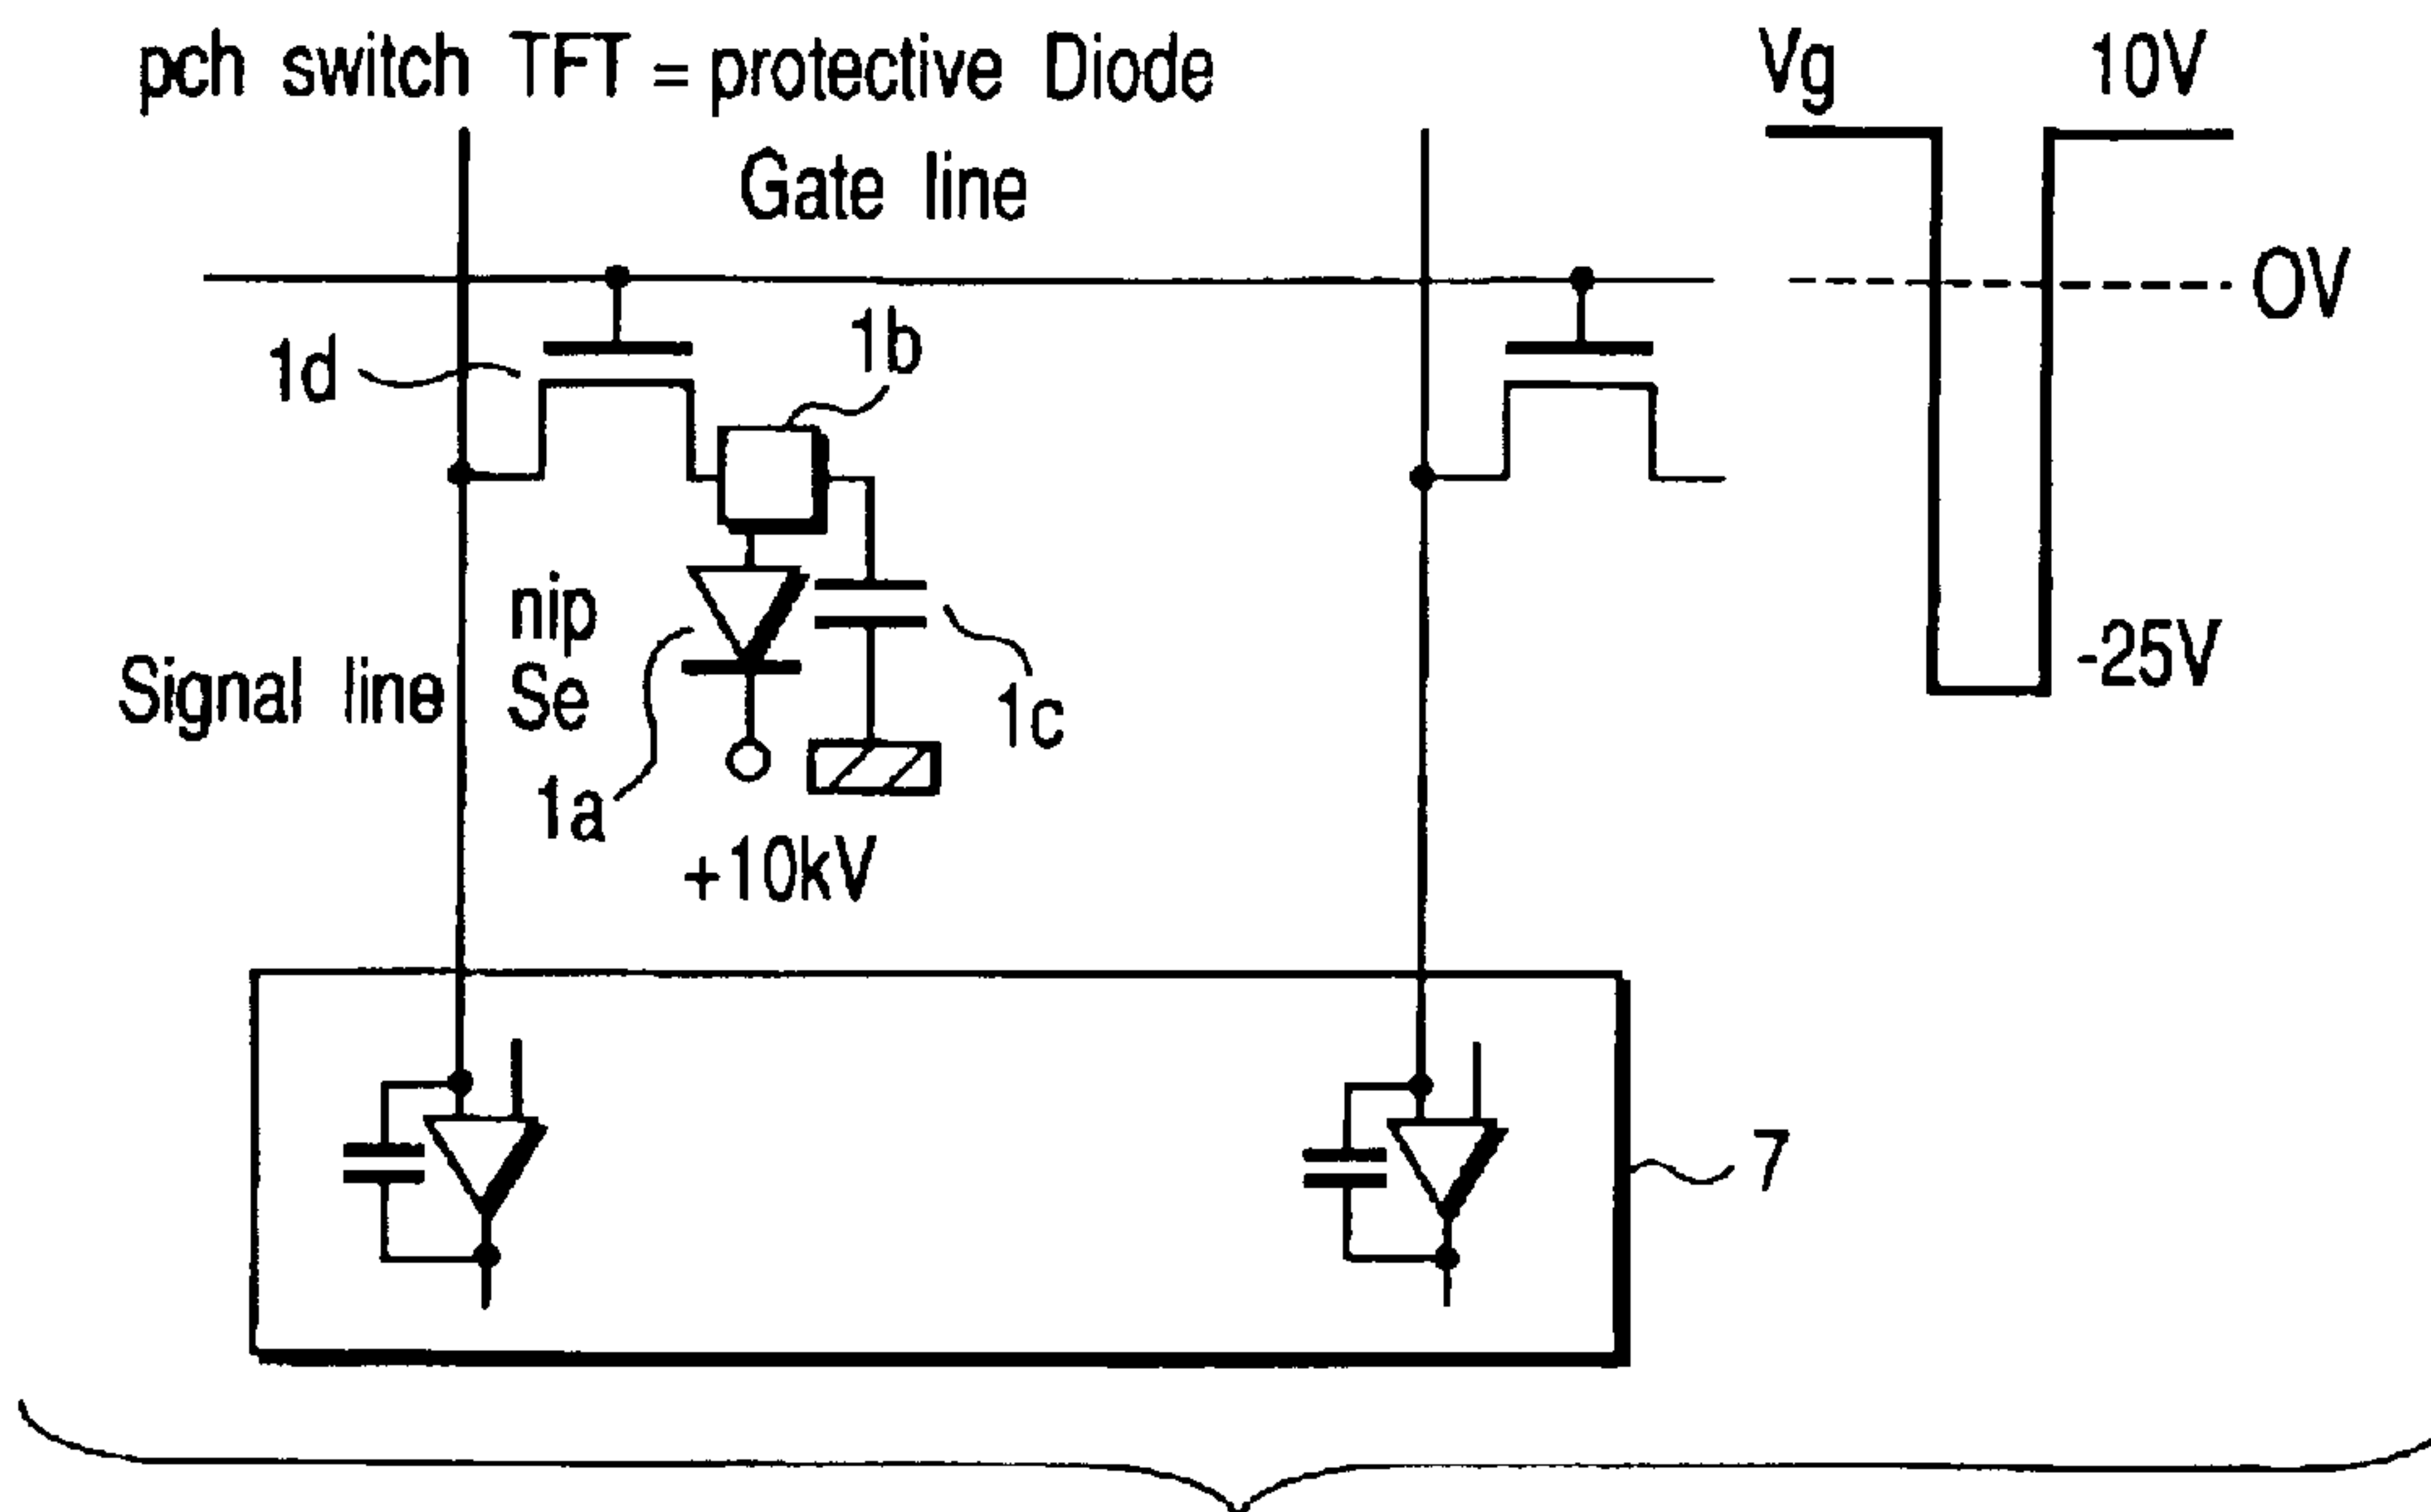 pch switch TFT = protective Diode
Vg 10V
Gate line
0V
1d
1b
nip
Se
Signal line
-25V
1c
1a
+10kV
7